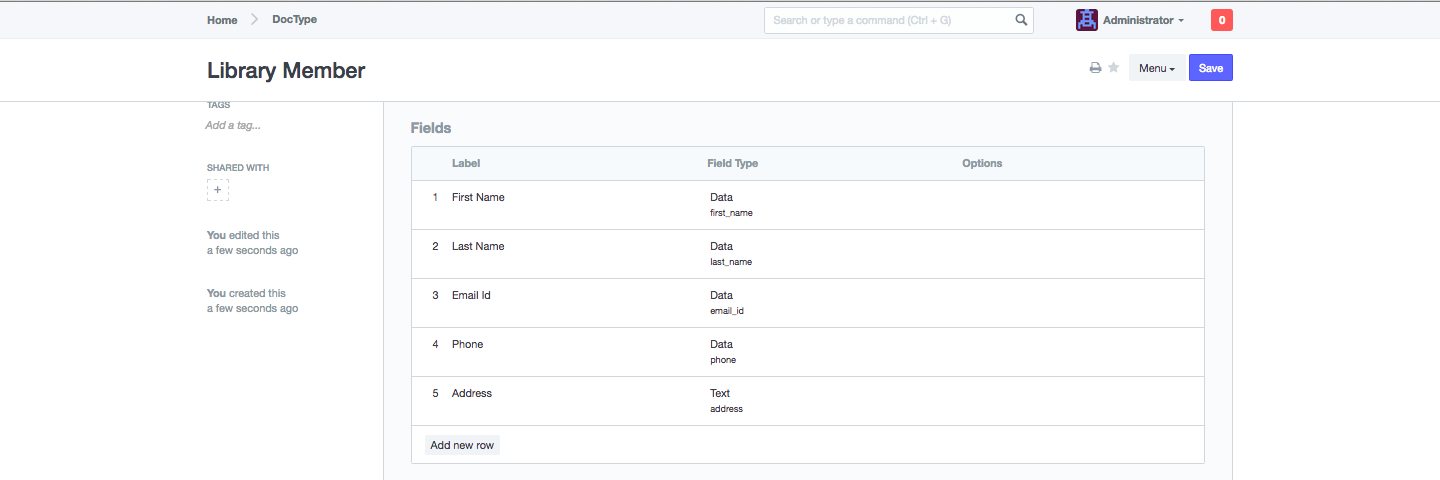 Home DocType Search or type a command (Ctrl + G) Administrator 0
Library Member Menu Save
TAGS
Add a tag...
SHARED WITH
+
You edited this
a few seconds ago
You created this
a few seconds ago
Fields
Label Field Type Options
1 First Name Data
first_name
2 Last Name Data
last_name
3 Email Id Data
email_id
4 Phone Data
phone
5 Address Text
address
Add new row